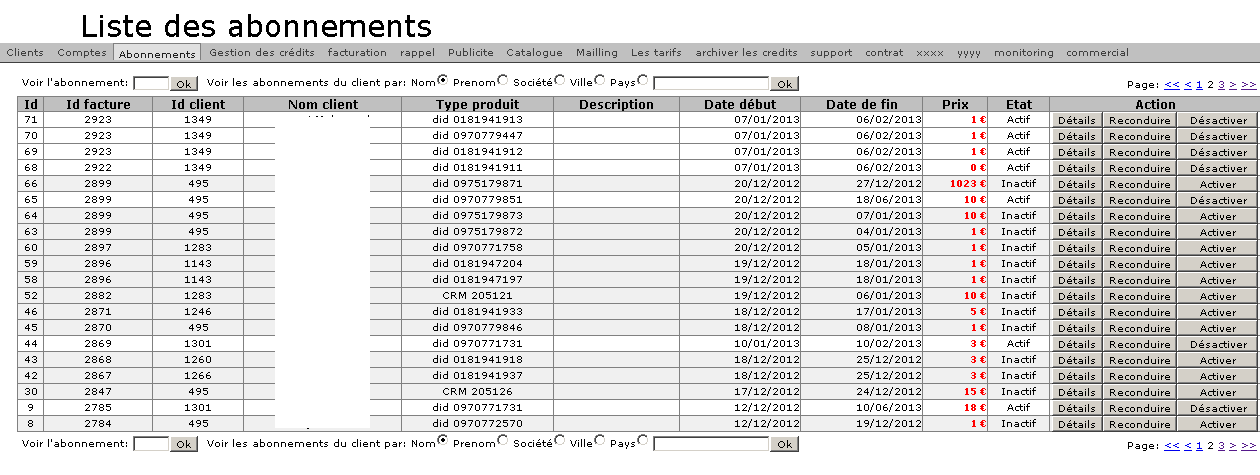 Liste des abonnements
Clients Comptes Abonnements Gestion des crédits facturation rappel Publicite Catalogue Mailling Les tarifs archiver les credits support contrat xxxx yyyy monitoring commercial
Voir l'abonnement: Ok Voir les abonnements du client par: Nom Prenom Société Ville Pays Ok Page: << < 1 2 3 > >>
Id Id facture Id client Nom client Type produit Description Date début Date de fin Prix Etat Action
71 2923 1349 did 0181941913 07/01/2013 06/02/2013 1 € Actif Détails Reconduire Désactiver
70 2923 1349 did 0970779447 07/01/2013 06/02/2013 1 € Actif Détails Reconduire Désactiver
69 2923 1349 did 0181941912 07/01/2013 06/02/2013 1 € Actif Détails Reconduire Désactiver
68 2922 1349 did 0181941911 07/01/2013 06/02/2013 0 € Actif Détails Reconduire Désactiver
66 2899 495 did 0975179871 20/12/2012 27/12/2012 1023 € Inactif Détails Reconduire Activer
65 2899 495 did 0970779851 20/12/2012 18/06/2013 10 € Actif Détails Reconduire Désactiver
64 2899 495 did 0975179873 20/12/2012 07/01/2013 10 € Inactif Détails Reconduire Activer
63 2899 495 did 0975179872 20/12/2012 04/01/2013 1 € Inactif Détails Reconduire Activer
60 2897 1283 did 0970771758 20/12/2012 05/01/2013 1 € Inactif Détails Reconduire Activer
59 2896 1143 did 0181947204 19/12/2012 18/01/2013 1 € Inactif Détails Reconduire Activer
58 2896 1143 did 0181947197 19/12/2012 18/01/2013 1 € Inactif Détails Reconduire Activer
52 2882 1283 CRM 205121 19/12/2012 06/01/2013 10 € Inactif Détails Reconduire Activer
46 2871 1246 did 0181941933 18/12/2012 17/01/2013 5 € Inactif Détails Reconduire Activer
45 2870 495 did 0970779846 18/12/2012 08/01/2013 1 € Inactif Détails Reconduire Activer
44 2869 1301 did 0970771731 10/01/2013 10/02/2013 3 € Actif Détails Reconduire Désactiver
43 2868 1260 did 0181941918 18/12/2012 25/12/2012 3 € Inactif Détails Reconduire Activer
42 2867 1266 did 0181941937 18/12/2012 25/12/2012 3 € Inactif Détails Reconduire Activer
30 2847 495 CRM 205126 17/12/2012 24/12/2012 15 € Inactif Détails Reconduire Activer
9 2785 1301 did 0970771731 12/12/2012 10/06/2013 18 € Actif Détails Reconduire Désactiver
8 2784 495 did 0970772570 12/12/2012 19/12/2012 1 € Inactif Détails Reconduire Activer
Voir l'abonnement: Ok Voir les abonnements du client par: Nom Prenom Société Ville Pays Ok Page: << < 1 2 3 > >>